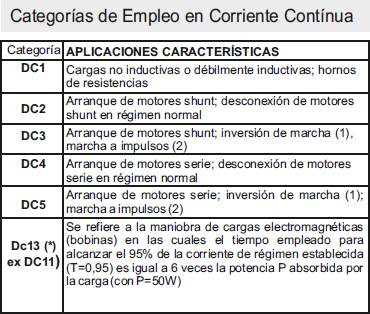 Categorías de Empleo en Corriente Contínua
Categoría APLICACIONES CARACTERÍSTICAS
DC1 Cargas no inductivas o débilmente inductivas; hornos
de resistencias
DC2 Arranque de motores shunt; desconexión de motores
shunt en régimen normal
DC3 Arranque de motores shunt; inversión de marcha (1),
marcha a impulsos (2)
DC4 Arranque de motores serie; desconexión de motores
serie en régimen normal
DC5 Arranque de motores serie; inversión de marcha (1);
marcha a impulsos (2)
Dc13 (*)
ex DC11)
Se refiere a la maniobra de cargas electromagnéticas
(bobinas) en las cuales el tiempo empleado para
alcanzar el 95% de la corriente de régimen establecida
(T=0,95) es igual a 6 veces la potencia P absorbida por
la carga (con P=50W)